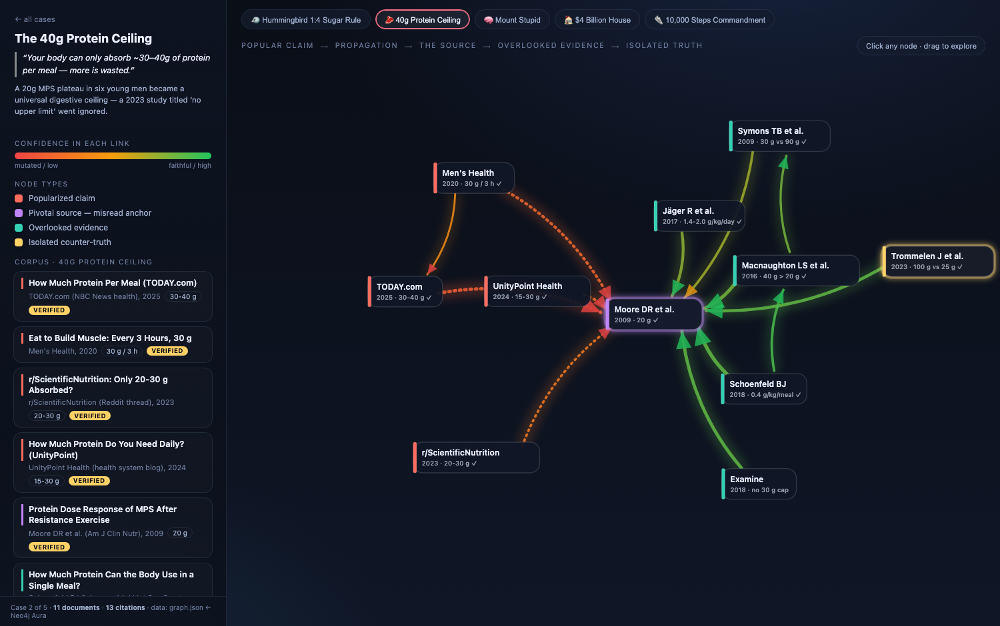 ← all cases
The 40g Protein Ceiling
“Your body can only absorb ~30–40g of protein
per meal — more is wasted.”
A 20g MPS plateau in six young men became a
universal digestive ceiling — a 2023 study titled ‘no
upper limit’ went ignored.
CONFIDENCE IN EACH LINK
mutated / low faithful / high
NODE TYPES
Popularized claim
Pivotal source — misread anchor
Overlooked evidence
Isolated counter-truth
CORPUS · 40G PROTEIN CEILING
How Much Protein Per Meal (TODAY.com)
TODAY.com (NBC News health), 2025 30-40 g
VERIFIED
Eat to Build Muscle: Every 3 Hours, 30 g
Men's Health, 2020 30 g / 3 h VERIFIED
r/ScientificNutrition: Only 20-30 g
Absorbed?
r/ScientificNutrition (Reddit thread), 2023
20-30 g VERIFIED
How Much Protein Do You Need Daily?
(UnityPoint)
UnityPoint Health (health system blog), 2024
15-30 g VERIFIED
Protein Dose Response of MPS After
Resistance Exercise
Moore DR et al. (Am J Clin Nutr), 2009 20 g
VERIFIED
How Much Protein Can the Body Use in a
Single Meal?
Case 2 of 5 · 11 documents · 13 citations · data: graph.json ←
Neo4j Aura
Hummingbird 1:4 Sugar Rule
40g Protein Ceiling
Mount Stupid
$4 Billion House
10,000 Steps Commandment
POPULAR CLAIM → PROPAGATION → THE SOURCE → OVERLOOKED EVIDENCE → ISOLATED TRUTH
Click any node · drag to explore
Symons TB et al.
2009 · 30 g vs 90 g ✓
Men's Health
2020 · 30 g / 3 h ✓
Jäger R et al.
2017 · 1.4-2.0 g/kg/day ✓
Trommelen J et al.
2023 · 100 g vs 25 g ✓
Macnaughton LS et al.
2016 · 40 g > 20 g ✓
TODAY.com
2025 · 30-40 g ✓
UnityPoint Health
2024 · 15-30 g ✓
Moore DR et al.
2009 · 20 g ✓
Schoenfeld BJ
2018 · 0.4 g/kg/meal ✓
r/ScientificNutrition
2023 · 20-30 g ✓
Examine
2018 · no 30 g cap